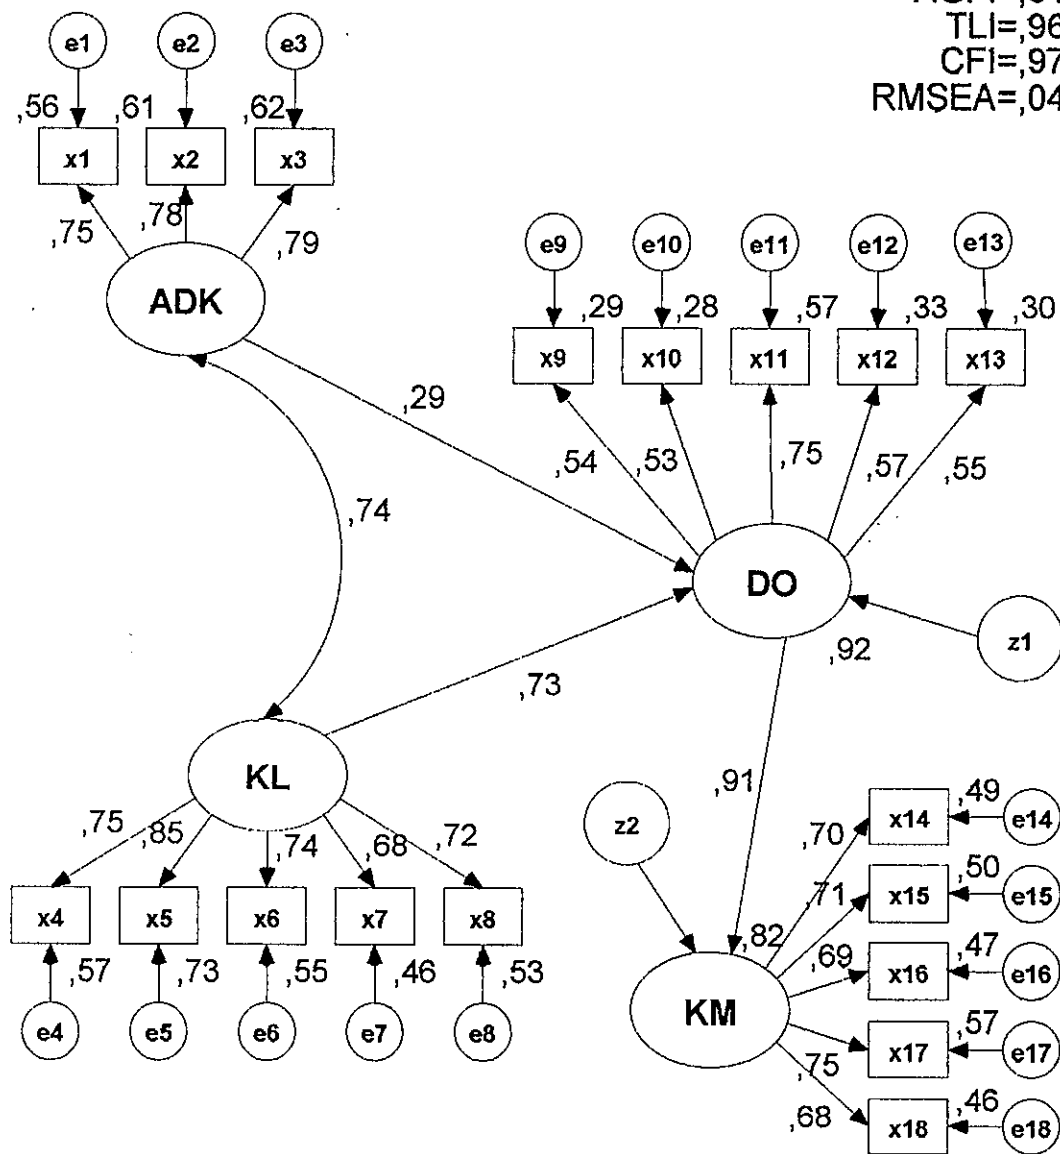 TLI=,96
CFI=,97
RMSEA=,04
e1 e2 e3
,56 ,61 ,62
x1 x2 x3
,75 ,78 ,79
ADK
e9 e10 e11 e12 e13
,29 ,28 ,57 ,33 ,30
x9 x10 x11 x12 x13
,29
,54 ,53 ,75 ,57 ,55
,74
DO
,92
z1
,73
KL
,91
z2
,75 ,85 ,74 ,68 ,72
x4 x5 x6 x7 x8
,57 ,73 ,55 ,46 ,53
e4 e5 e6 e7 e8
,82
KM
,70 x14 ,49 e14
,71 x15 ,50 e15
,69 x16 ,47 e16
,75 x17 ,57 e17
,68 x18 ,46 e18